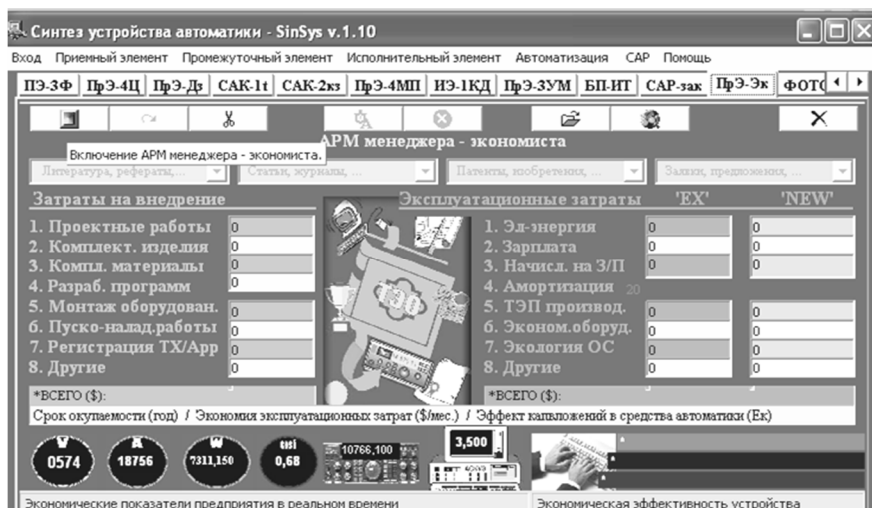 Синтез устройства автоматики - SinSys v.1.10
Вход Приемный элемент Промежуточный элемент Исполнительный элемент Автоматизация САР Помощь
ПЭ-3Ф ПрЭ-4Ц ПрЭ-Дз САК-1t САК-2кз ПрЭ-4МП ИЭ-1КД ПрЭ-3УМ БП-ИТ САР-зак ПрЭ-Эк ФОТО
АРМ менеджера - экономиста
Включение АРМ менеджера - экономиста.
Литература, рефераты,... Статьи, журналы, ... Патенты, изобретения, ... Заявки, предложения, ...
Затраты на внедрение Эксплуатационные затраты 'EX' 'NEW'
1. Проектные работы 0 1. Эл-энергия 0 0
2. Комплект. изделия 0 2. Зарплата 0 0
3. Компл. материалы 0 3. Начисл. на З/П 0 0
4. Разраб. программ 0 4. Амортизация 20
5. Монтаж оборудован. 0 5. ТЭП производ. 0 0
6. Пуско-налад.работы 0 6. Эконом.оборуд. 0 0
7. Регистрация ТХ/Арр 0 7. Экология ОС 0 0
8. Другие 0 8. Другие 0 0
ТЭО
*ВСЕГО ($): *ВСЕГО ($):
Срок окупаемости (год) / Экономия эксплуатационных затрат ($/мес.) / Эффект капвложений в средства автоматики (Ек)
V A W cosi
0574 18756 7311,150 0,68 10766,100 3,500
Экономические показатели предприятия в реальном времени Экономическая эффективность устройства